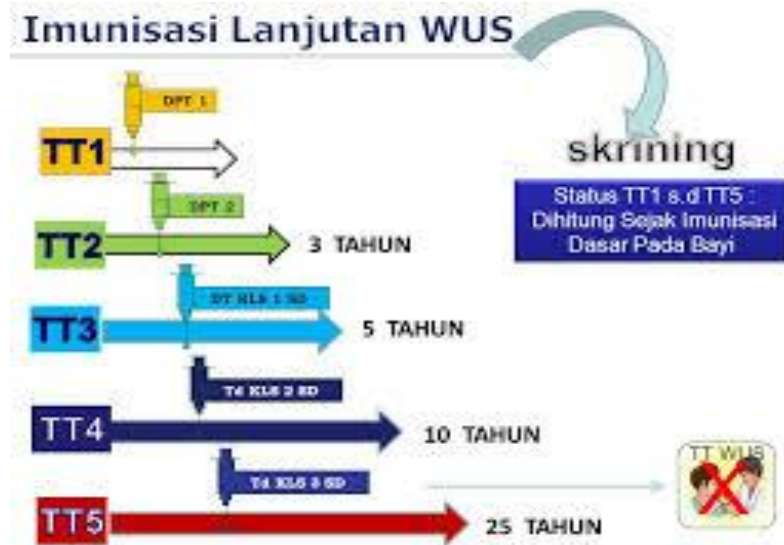 Imunisasi Lanjutan WUS
DPT 1
TT1
skrining
Status TT1 s.d TT5 :
Dihitung Sejak Imunisasi
Dasar Pada Bayi
DPT 2
TT2
3 TAHUN
DT KLS 1 SD
TT3
5 TAHUN
Td KLS 2 SD
TT4
10 TAHUN
Td KLS 3 SD
TT WUS
TT5
25 TAHUN